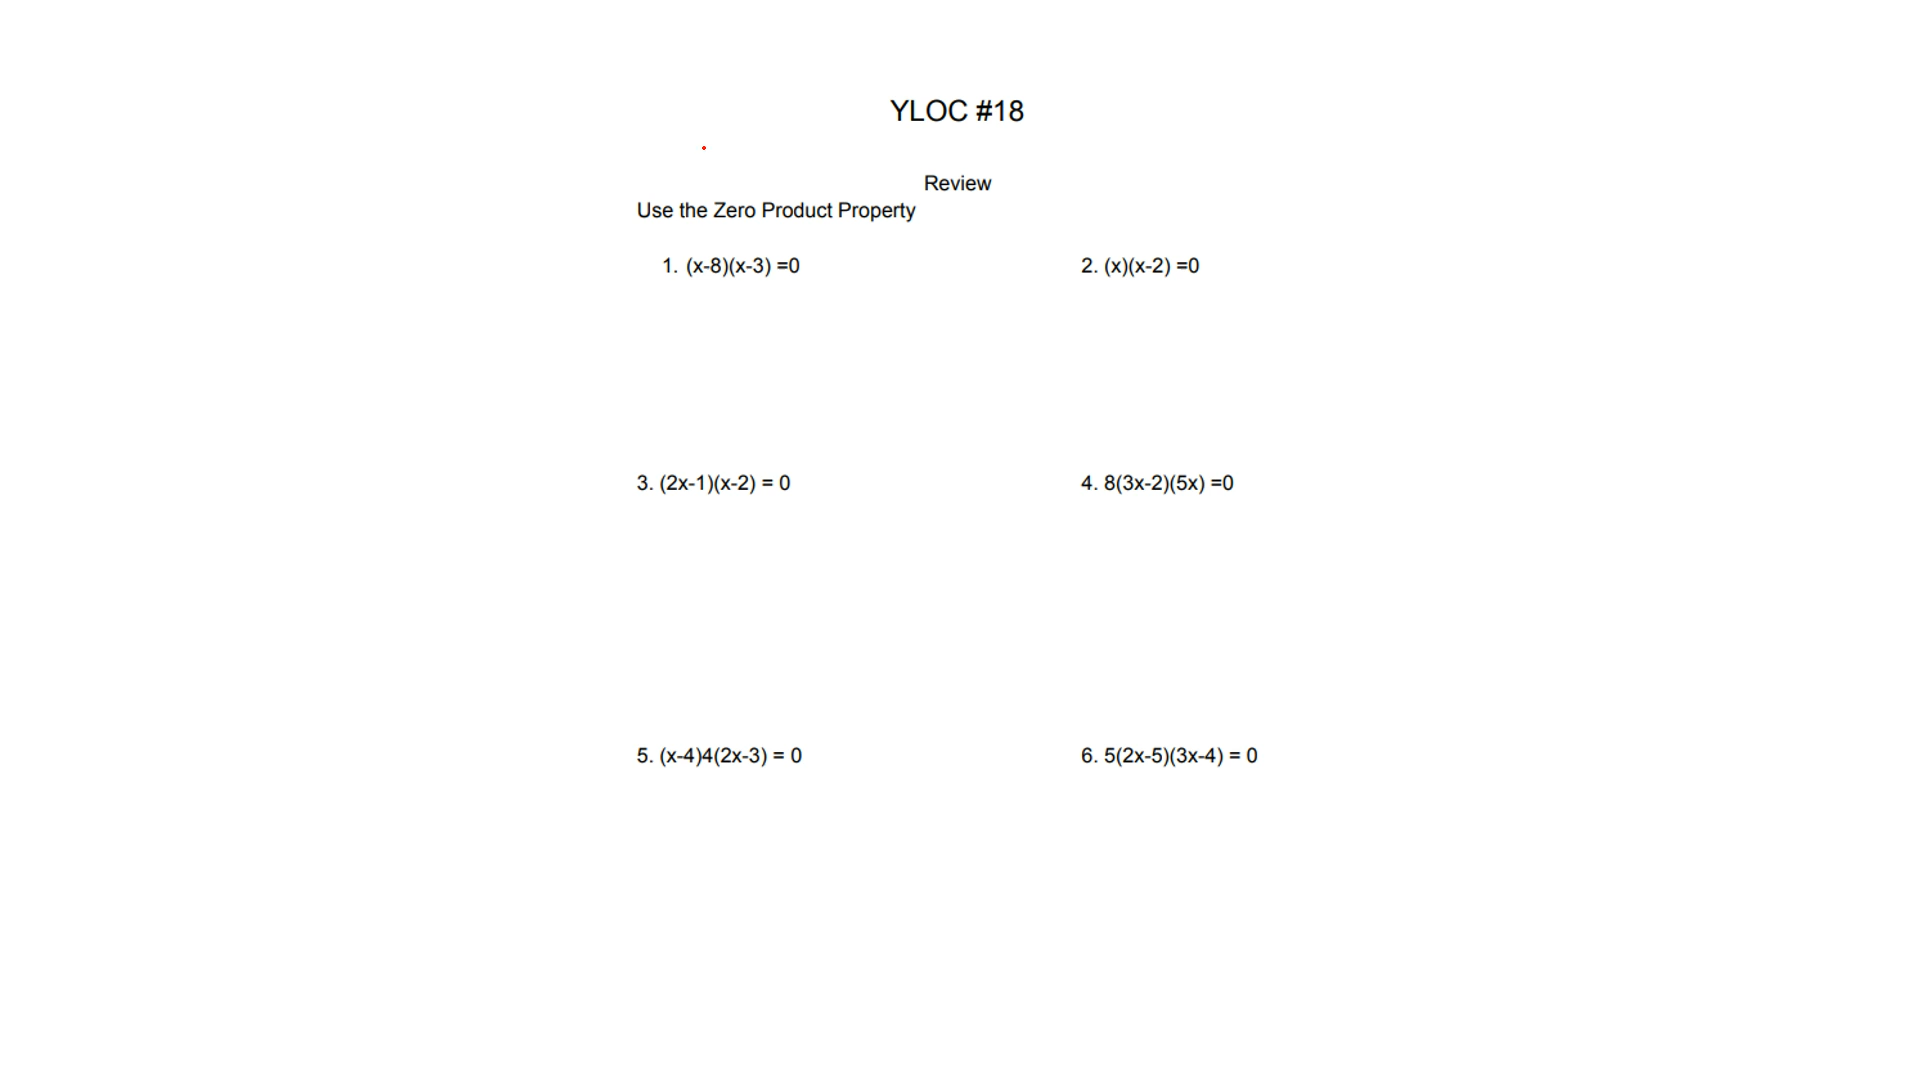 YLOC #18
Review
Use the Zero Product Property
1. (x-8)(x-3) =0
2. (x)(x-2) =0
3. (2x-1)(x-2) = 0
4. 8(3x-2)(5x) =0
5. (x-4)4(2x-3) = 0
6. 5(2x-5)(3x-4) = 0